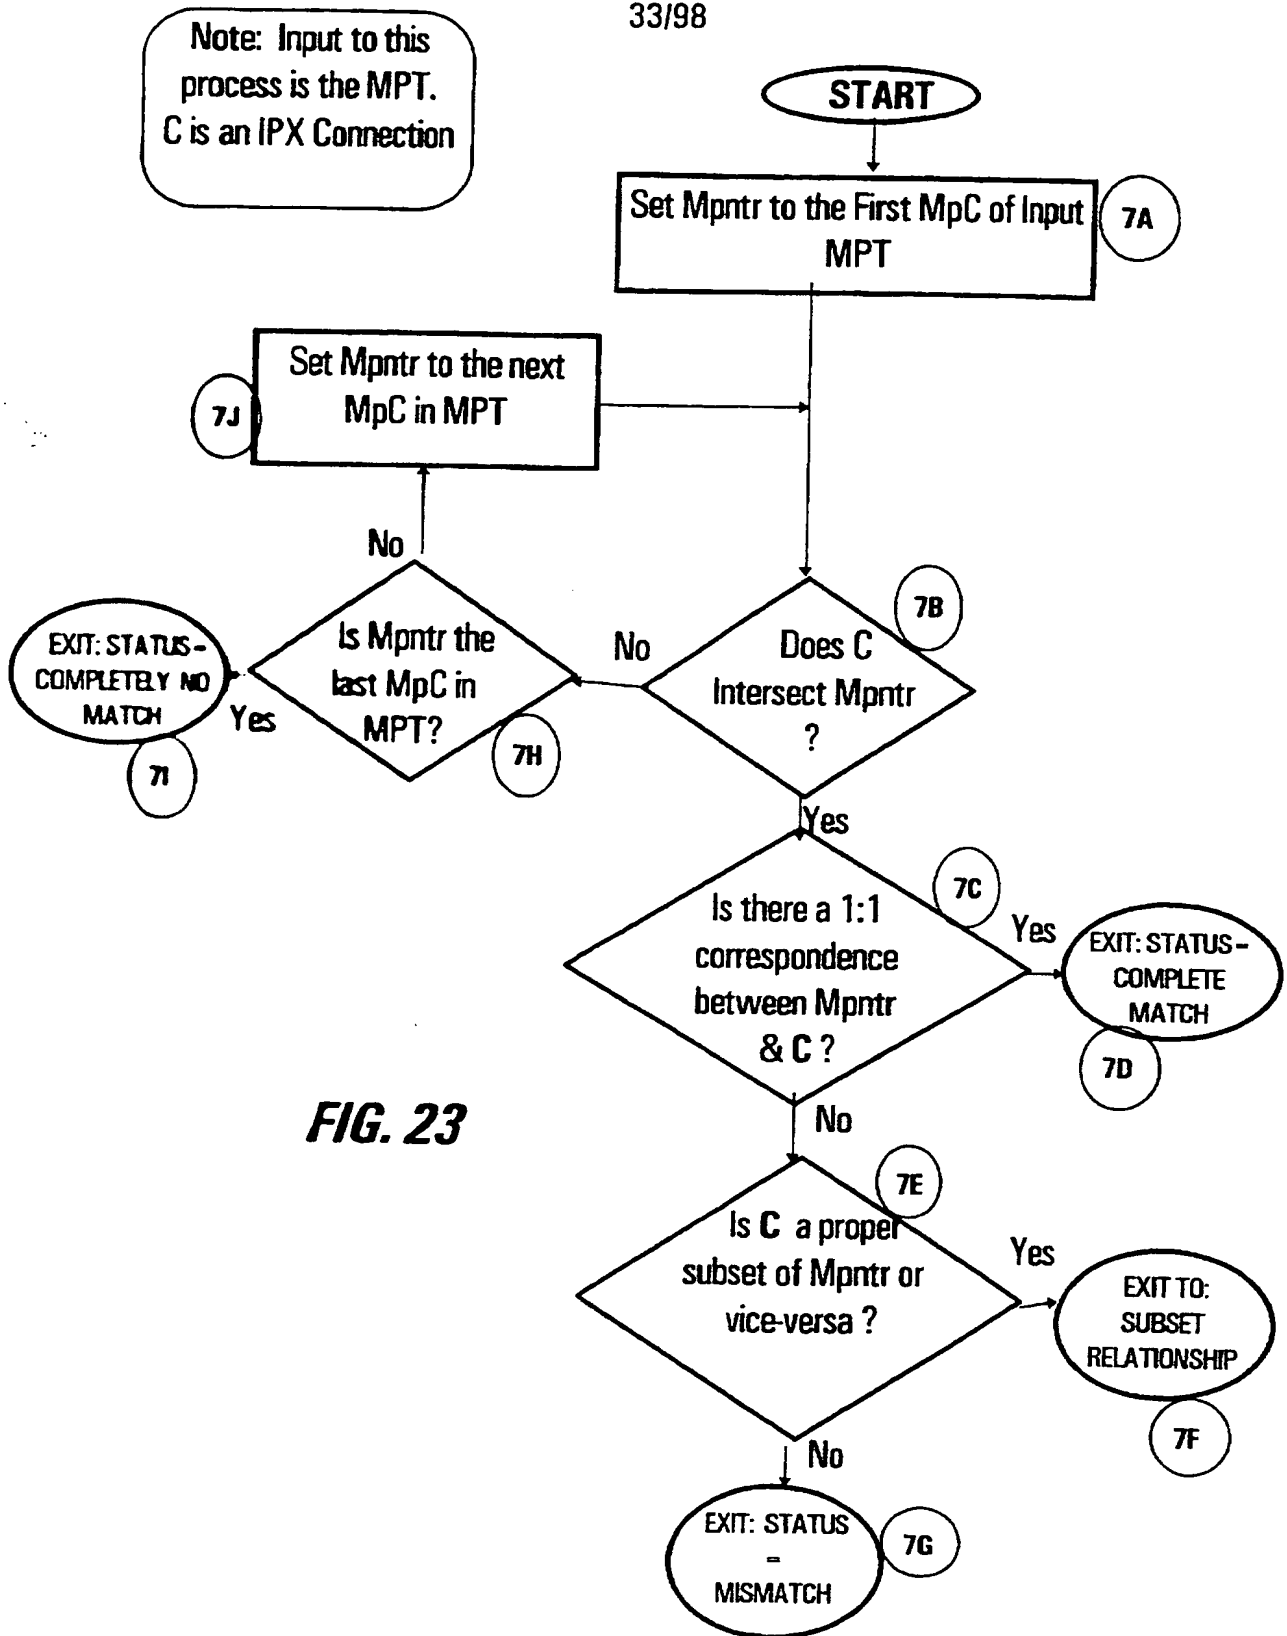 33/98
Note: Input to this
process is the MPT.
C is an IPX Connection
START
Set Mpntr to the First MpC of Input
MPT
7A
Set Mpntr to the next
MpC in MPT
7J
No
Is Mpntr the
last MpC in
MPT?
7H
EXIT: STATUS-
COMPLETELY NO
MATCH
Yes
7I
No
Does C
Intersect Mpntr
?
7B
Yes
Is there a 1:1
correspondence
between Mpntr
& C ?
7C
Yes
EXIT: STATUS-
COMPLETE
MATCH
7D
No
FIG. 23
Is C a proper
subset of Mpntr or
vice-versa ?
7E
Yes
EXIT TO:
SUBSET
RELATIONSHIP
7F
No
EXIT: STATUS
=
MISMATCH
7G